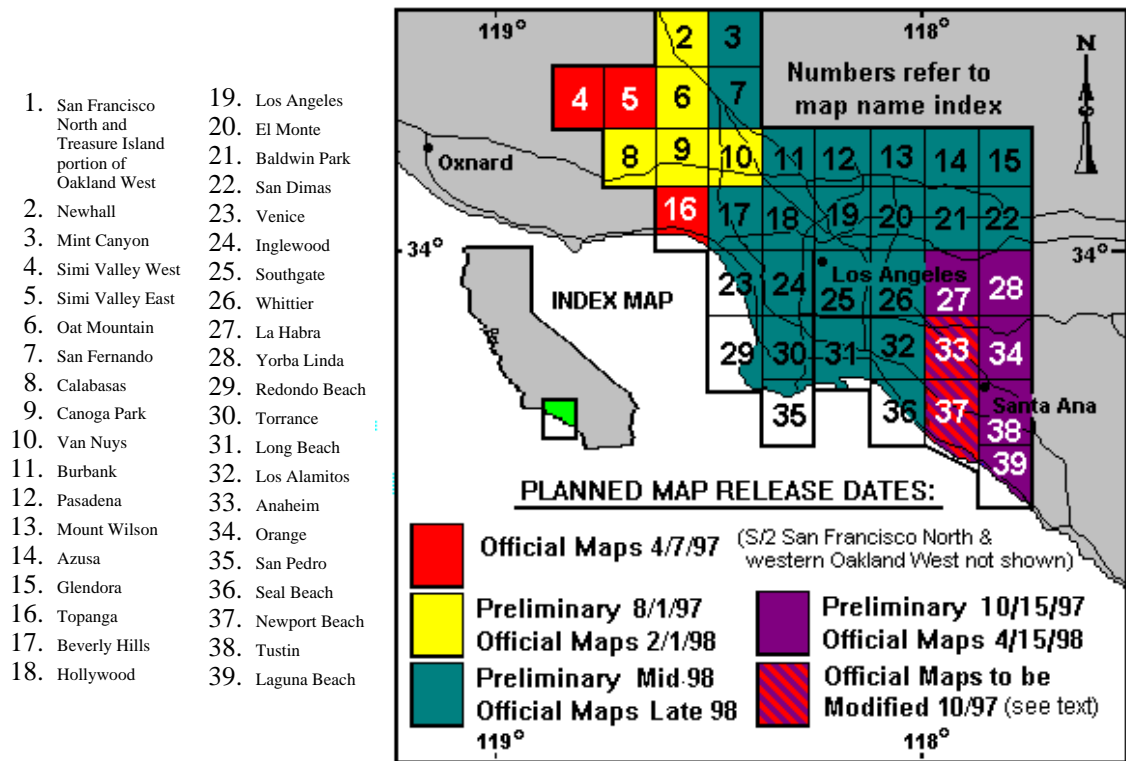 1. San Francisco
North and
Treasure Island
portion of
Oakland West
2. Newhall
3. Mint Canyon
4. Simi Valley West
5. Simi Valley East
6. Oat Mountain
7. San Fernando
8. Calabasas
9. Canoga Park
10. Van Nuys
11. Burbank
12. Pasadena
13. Mount Wilson
14. Azusa
15. Glendora
16. Topanga
17. Beverly Hills
18. Hollywood
19. Los Angeles
20. El Monte
21. Baldwin Park
22. San Dimas
23. Venice
24. Inglewood
25. Southgate
26. Whittier
27. La Habra
28. Yorba Linda
29. Redondo Beach
30. Torrance
31. Long Beach
32. Los Alamitos
33. Anaheim
34. Orange
35. San Pedro
36. Seal Beach
37. Newport Beach
38. Tustin
39. Laguna Beach
119° 118°
N
2 3
Numbers refer to
map name index
4 5 6 7
Oxnard
8 9 10 11 12 13 14 15
16 17 18 19 20 21 22
34° 34°
Los Angeles
INDEX MAP
23 24 25 26 27 28
29 30 31 32 33 34
35 36 37
Santa Ana
38
39
PLANNED MAP RELEASE DATES:
Official Maps 4/7/97 (S/2 San Francisco North &
western Oakland West not shown)
Preliminary 8/1/97
Official Maps 2/1/98
Preliminary Mid-98
Official Maps Late 98
Preliminary 10/15/97
Official Maps 4/15/98
Official Maps to be
Modified 10/97 (see text)
119° 118°